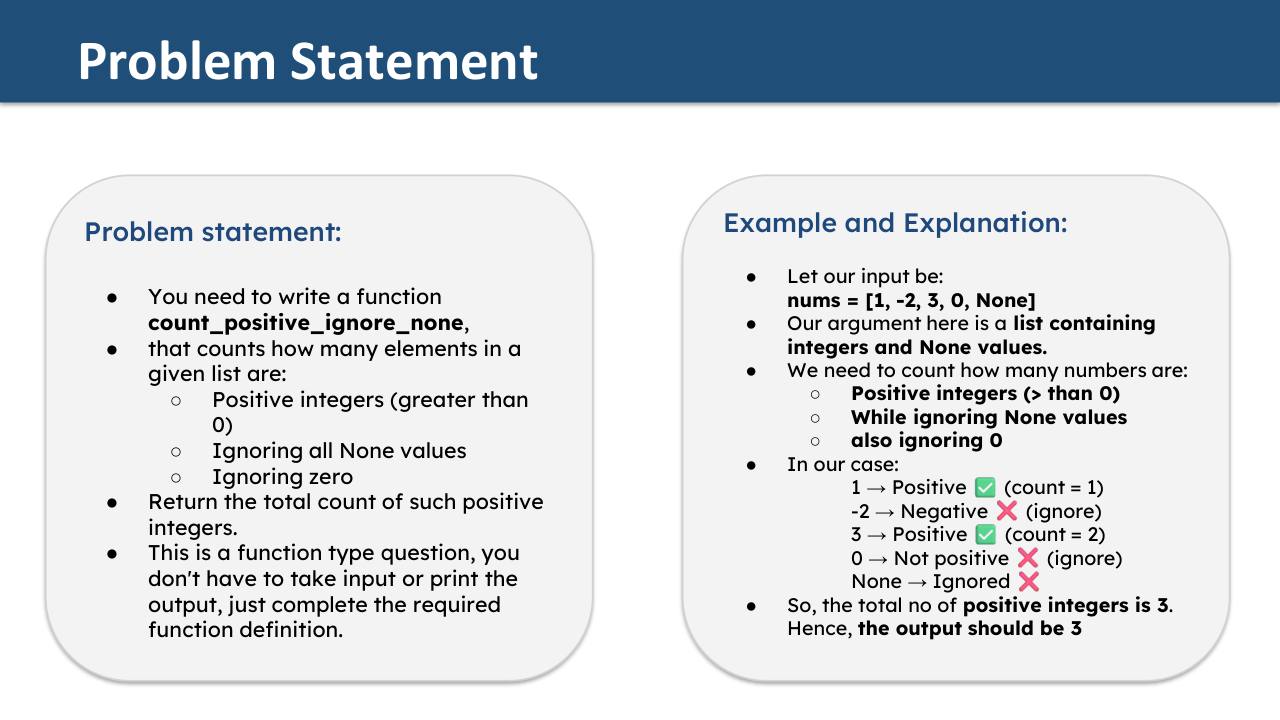 Problem Statement
Problem statement:
● You need to write a function
count_positive_ignore_none,
● that counts how many elements in a
given list are:
○ Positive integers (greater than
0)
○ Ignoring all None values
○ Ignoring zero
● Return the total count of such positive
integers.
● This is a function type question, you
don't have to take input or print the
output, just complete the required
function definition.
Example and Explanation:
● Let our input be:
nums = [1, -2, 3, 0, None]
● Our argument here is a list containing
integers and None values.
● We need to count how many numbers are:
○ Positive integers (> than 0)
○ While ignoring None values
○ also ignoring 0
● In our case:
1 → Positive ✅ (count = 1)
-2 → Negative ❌ (ignore)
3 → Positive ✅ (count = 2)
0 → Not positive ❌ (ignore)
None → Ignored ❌
● So, the total no of positive integers is 3.
Hence, the output should be 3